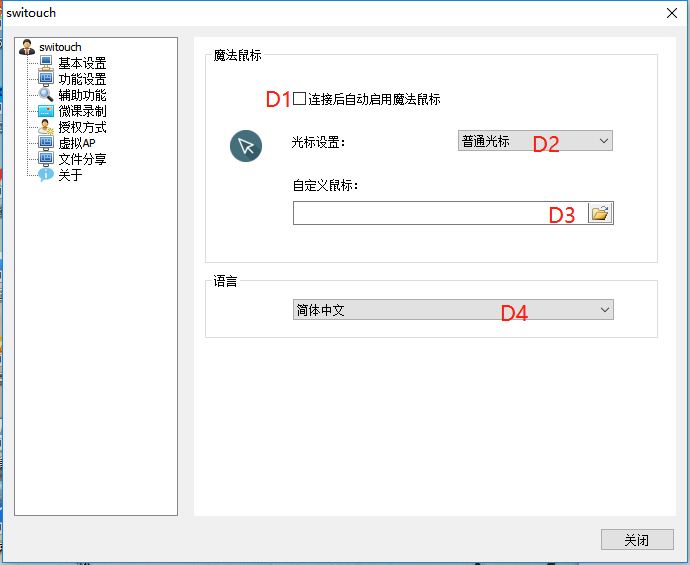 switouch
switouch
基本设置
功能设置
辅助功能
微课录制
授权方式
虚拟AP
文件分享
关于
魔法鼠标
D1 连接后自动启用魔法鼠标
光标设置： 普通光标 D2
自定义鼠标：
D3
语言
简体中文 D4
关闭